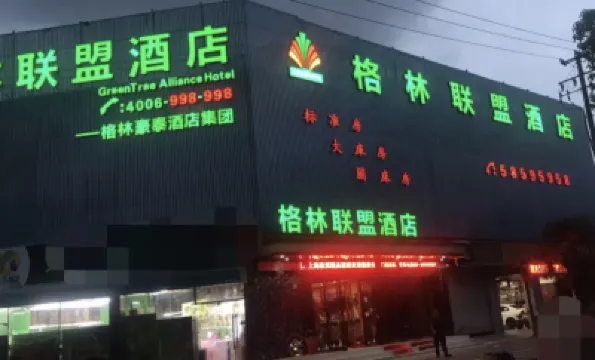 联盟酒店
GreenTree Alliance Hotel
:4006-998-998
—格林豪泰酒店集团
格林联盟酒店
标准房
大床房
圆床房
58595958
格林联盟酒店